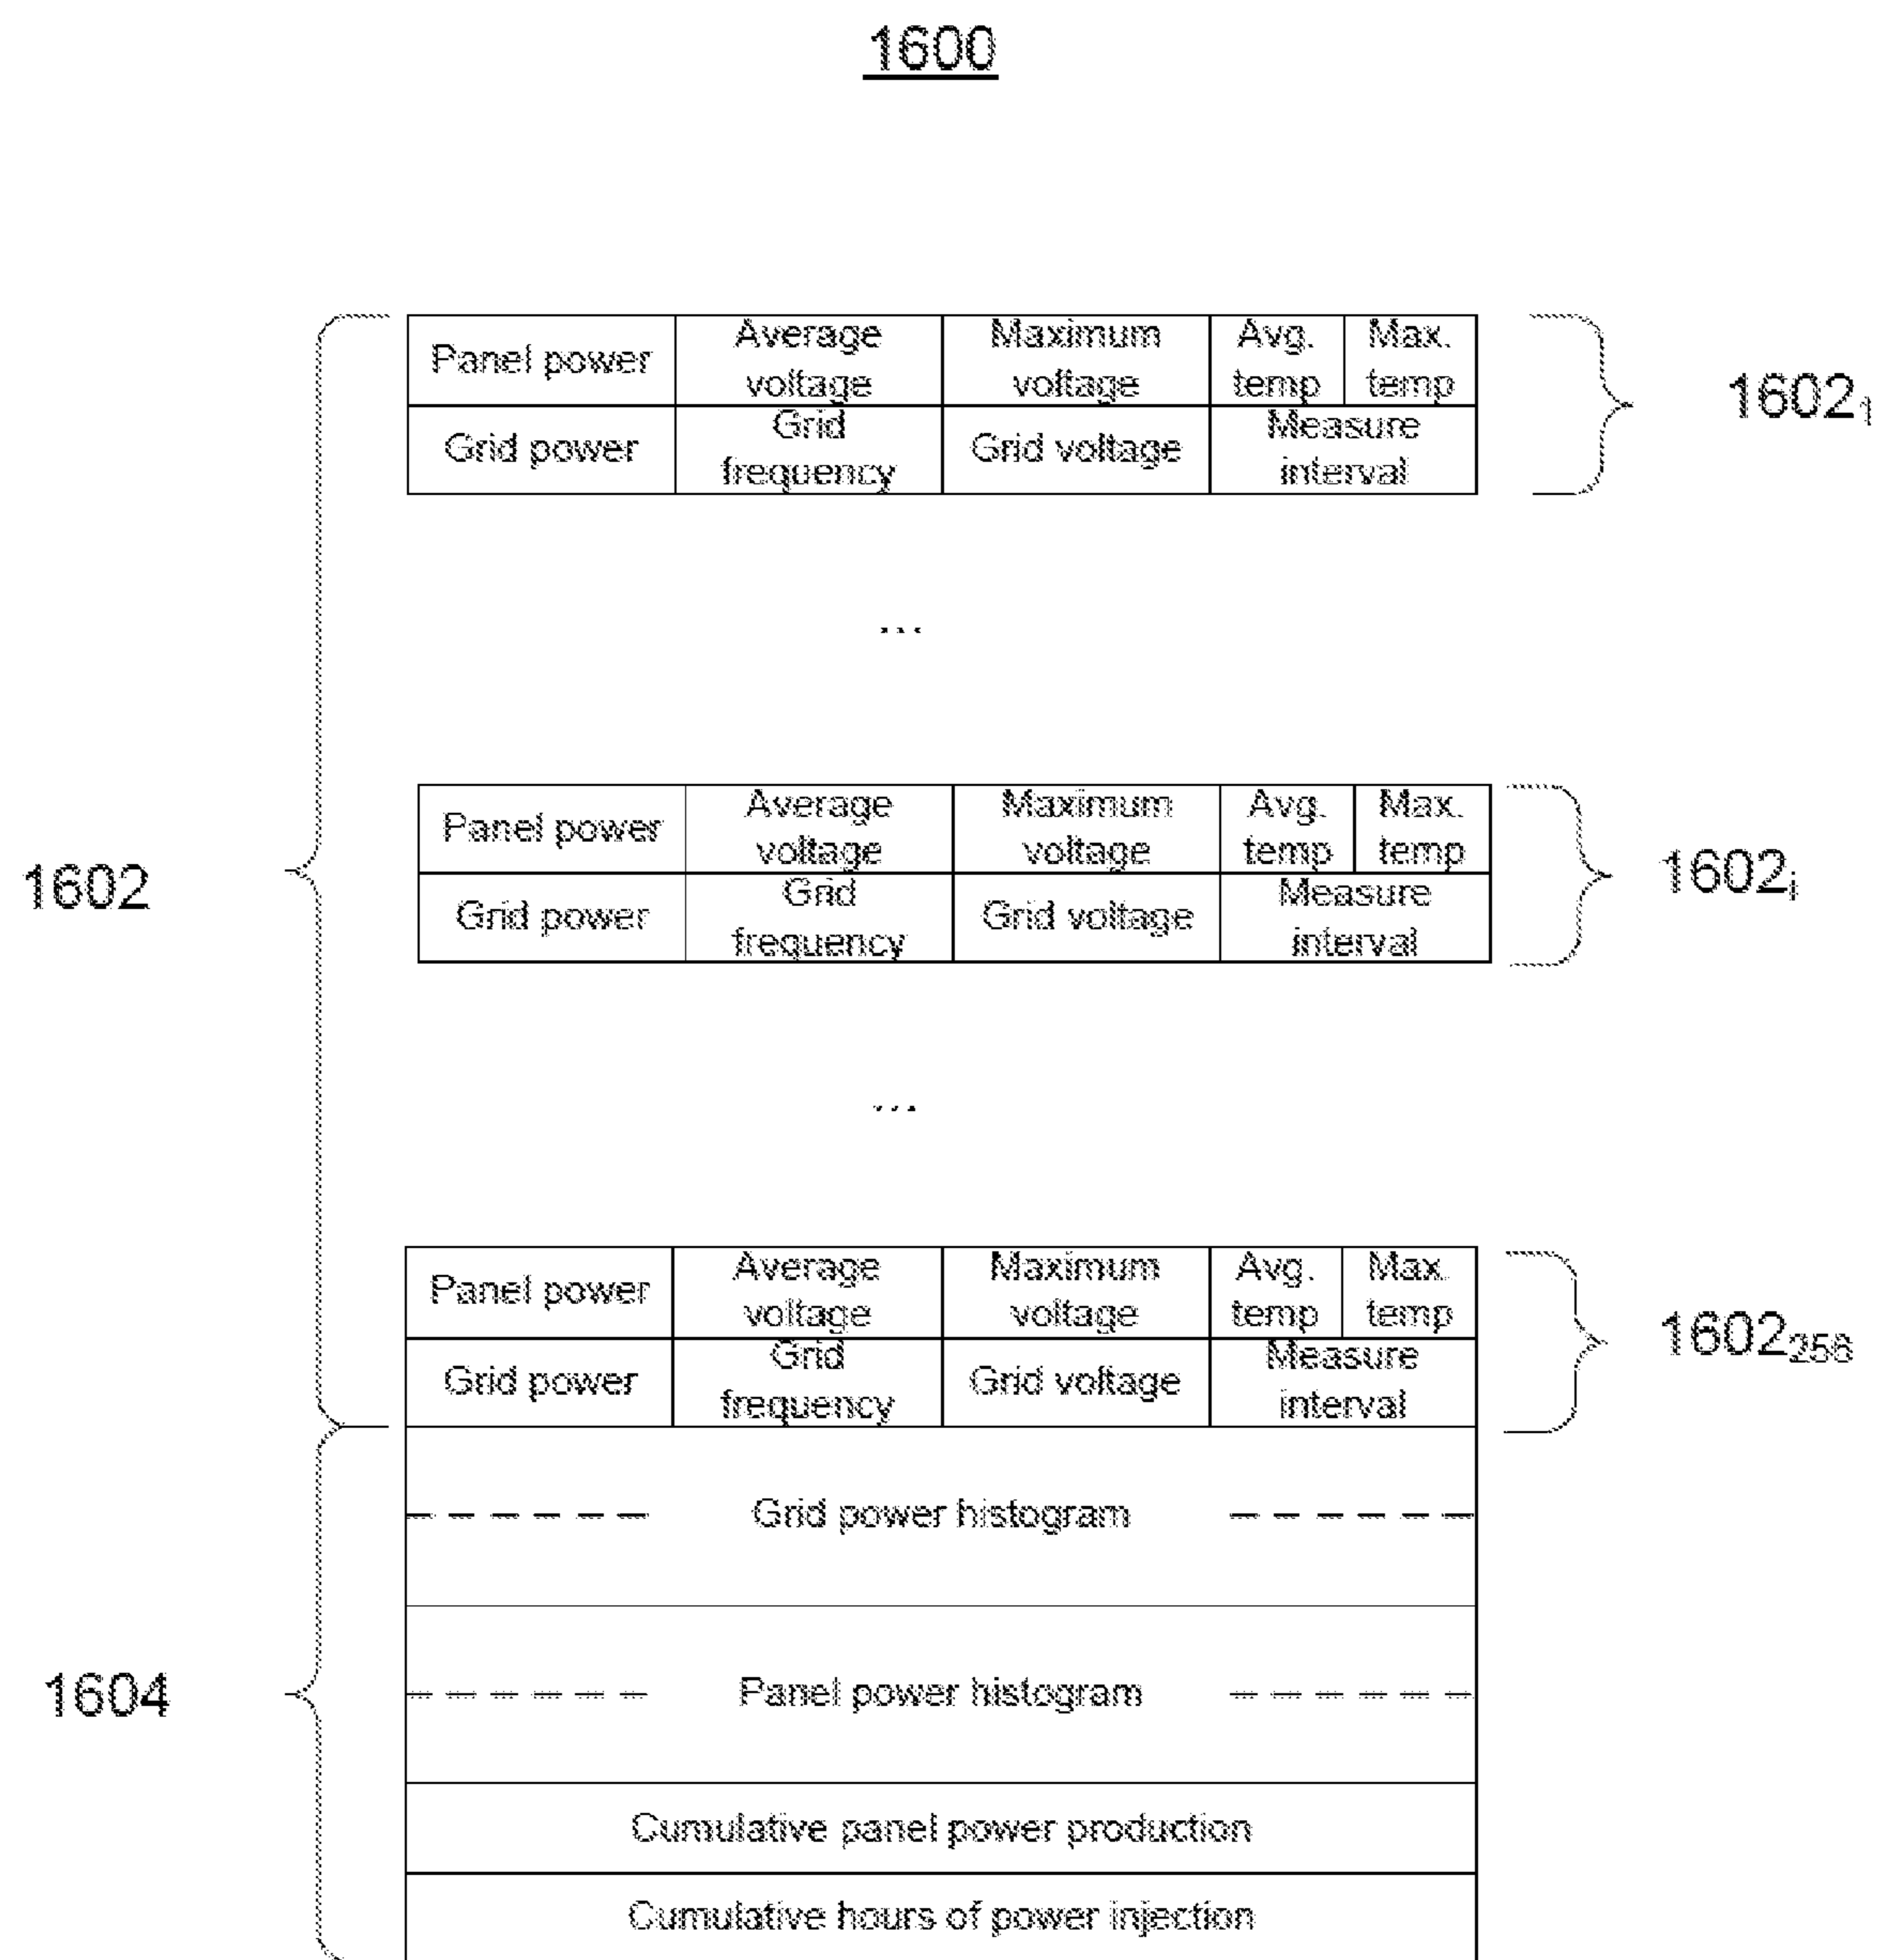 1600
Panel power
Average
voltage
Maximum
voltage
Avg.
temp
Max.
temp
Grid power
Grid
frequency
Grid voltage
Measure
interval
1602₁
...
1602
Panel power
Average
voltage
Maximum
voltage
Avg.
temp
Max.
temp
Grid power
Grid
frequency
Grid voltage
Measure
interval
1602ᵢ
...
Panel power
Average
voltage
Maximum
voltage
Avg.
temp
Max.
temp
Grid power
Grid
frequency
Grid voltage
Measure
interval
1602₂₅₆
1604
Grid power histogram
Panel power histogram
Cumulative panel power production
Cumulative hours of power injection